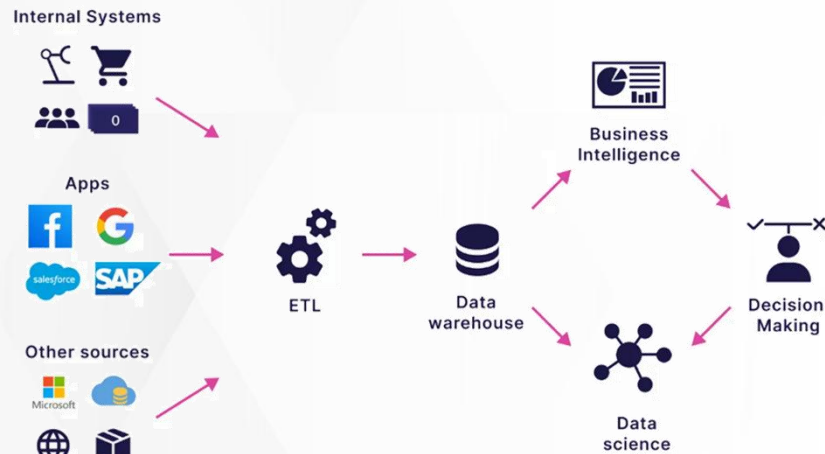 Internal Systems
0
Apps
salesforce
SAP
Other sources
Microsoft
ETL
Data
warehouse
Business
Intelligence
Data
science
Decision
Making